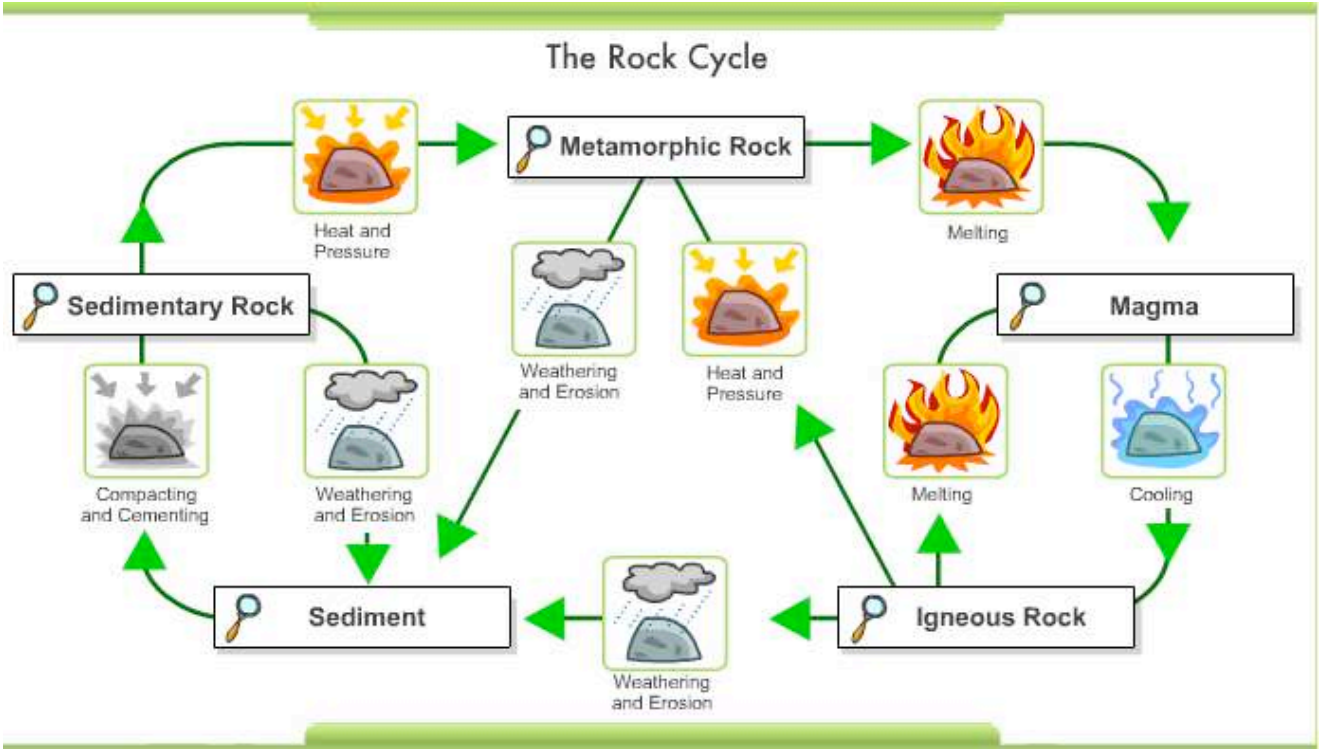 The Rock Cycle
Metamorphic Rock
Heat and
Pressure
Melting
Sedimentary Rock
Magma
Weathering
and Erosion
Heat and
Pressure
Compacting
and Cementing
Weathering
and Erosion
Melting
Cooling
Sediment
Igneous Rock
Weathering
and Erosion